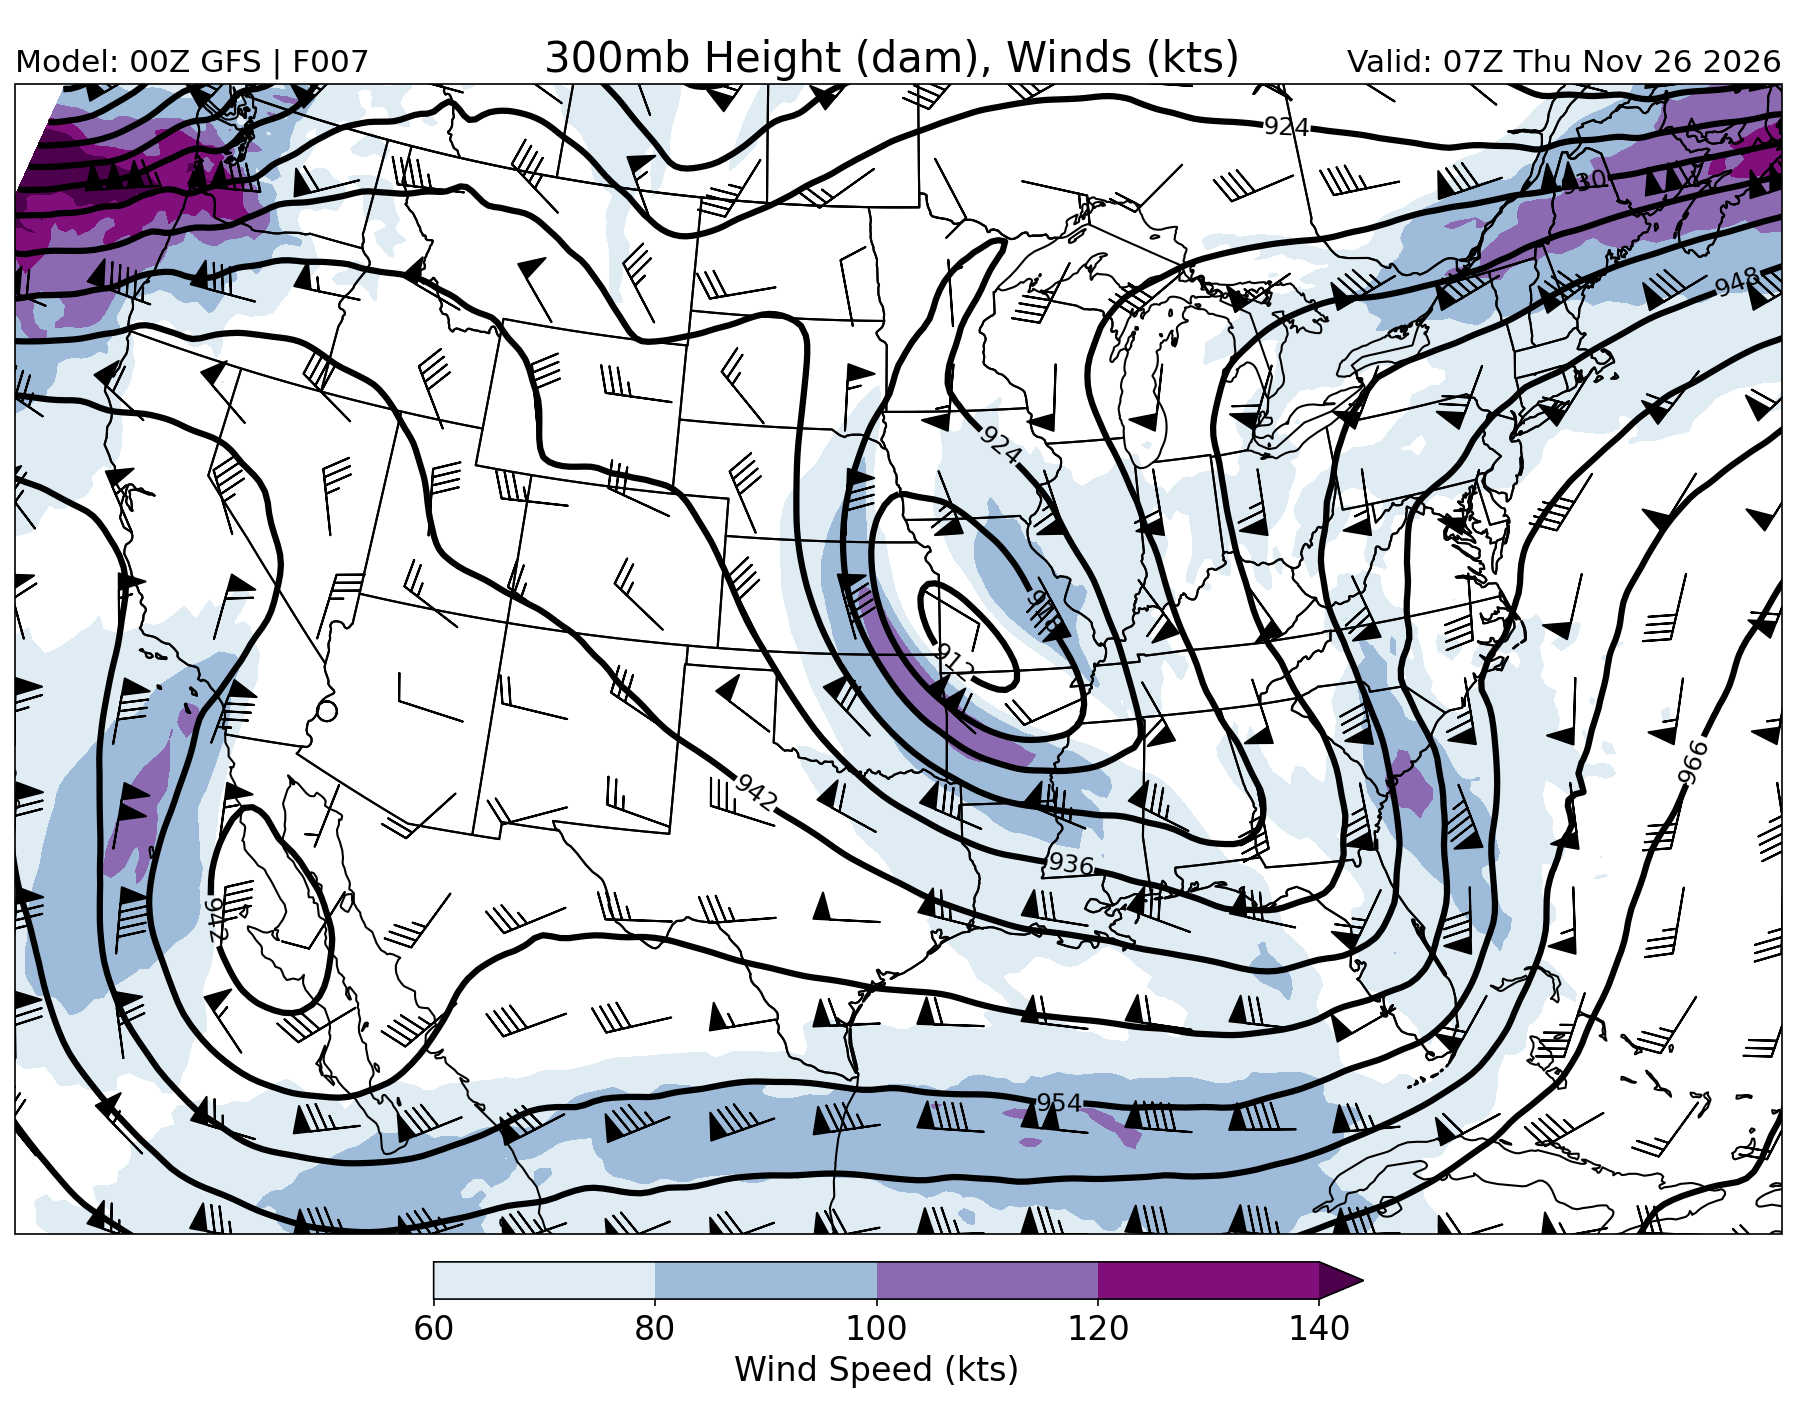 Model: 00Z GFS | F007
300mb Height (dam), Winds (kts)
Valid: 07Z Thu Nov 26 2026
924
930
948
924
918
912
966
942
936
942
954
60 80 100 120 140
Wind Speed (kts)